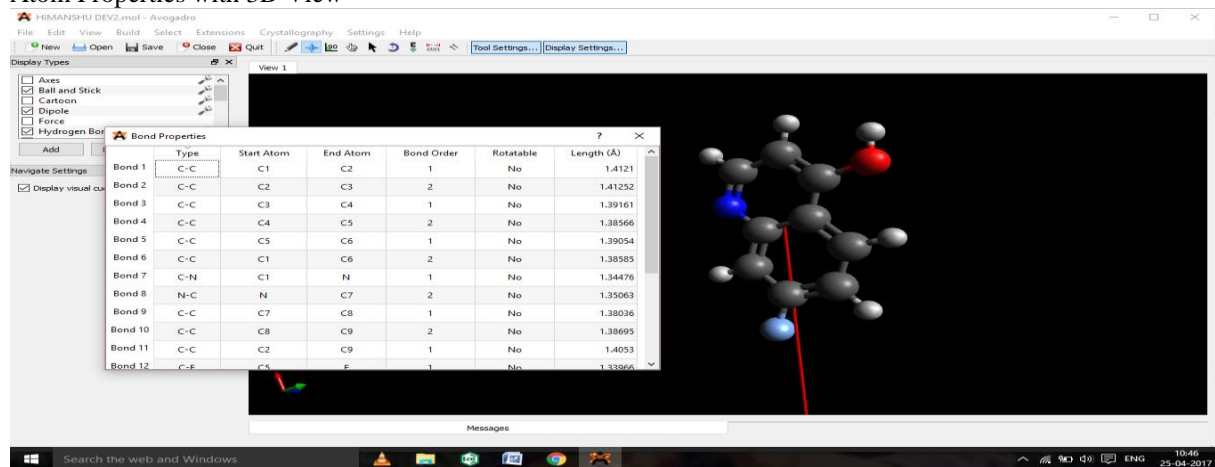 Atom Properties with 3D View
HIMANSHU DEV2.mol - Avogadro
File Edit View Build Select Extensions Crystallography Settings Help
New Open Save Close Quit Tool Settings... Display Settings...
Display Types
View 1
Axes
Ball and Stick
Cartoon
Dipole
Force
Hydrogen Bon
Add
Navigate Settings
Display visual cu
Bond Properties ?
Type Start Atom End Atom Bond Order Rotatable Length (Å)
Bond 1 C-C C1 C2 1 No 1.4121
Bond 2 C-C C2 C3 2 No 1.41252
Bond 3 C-C C3 C4 1 No 1.39161
Bond 4 C-C C4 C5 2 No 1.38566
Bond 5 C-C C5 C6 1 No 1.39054
Bond 6 C-C C1 C6 2 No 1.38585
Bond 7 C-N C1 N 1 No 1.34476
Bond 8 N-C N C7 2 No 1.35063
Bond 9 C-C C7 C8 1 No 1.38036
Bond 10 C-C C8 C9 2 No 1.38695
Bond 11 C-C C2 C9 1 No 1.4053
Bond 12 C-F C5 F 1 No 1.33966
Messages
Search the web and Windows
ENG 10:46
25-04-2017